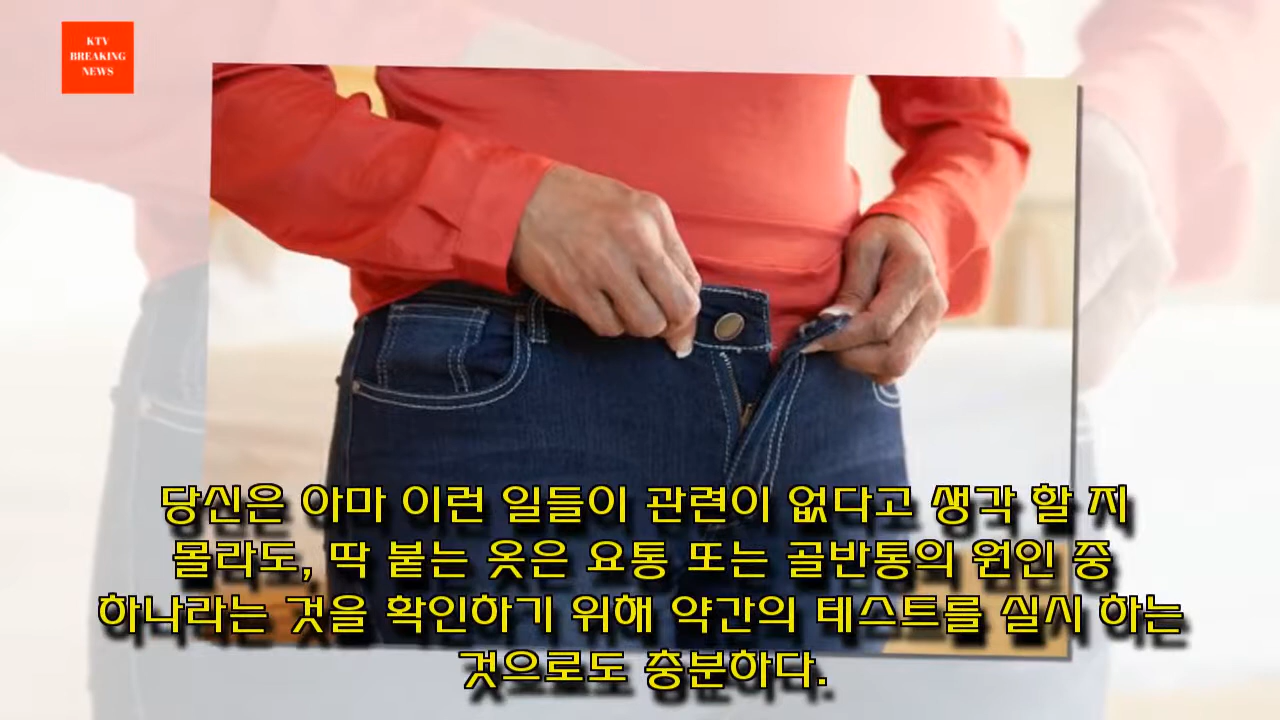 KTV
BREAKING
NEWS
당신은 아마 이런 일들이 관련이 없다고 생각 할 지
몰라도, 딱 붙는 옷은 요통 또는 골반통의 원인 중
하나라는 것을 확인하기 위해 약간의 테스트를 실시 하는
것으로도 충분하다.